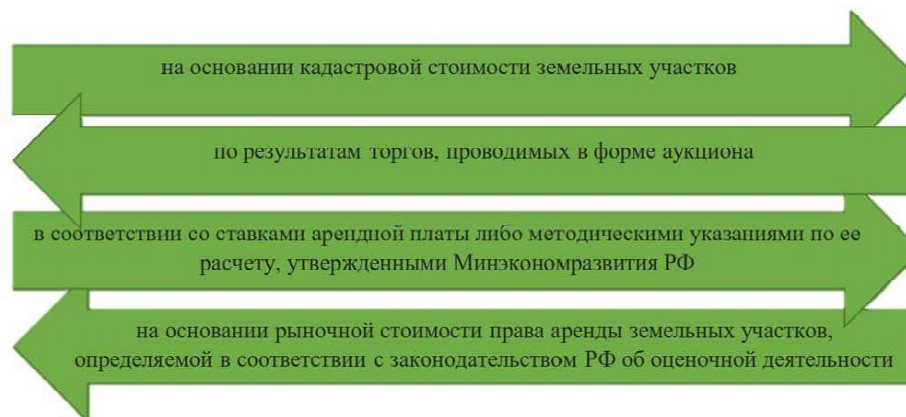 на основании кадастровой стоимости земельных участков
по результатам торгов, проводимых в форме аукциона
в соответствии со ставками арендной платы либо методическими указаниями по ее
расчету, утвержденными Минэкономразвития РФ
на основании рыночной стоимости права аренды земельных участков,
определяемой в соответствии с законодательством РФ об оценочной деятельности